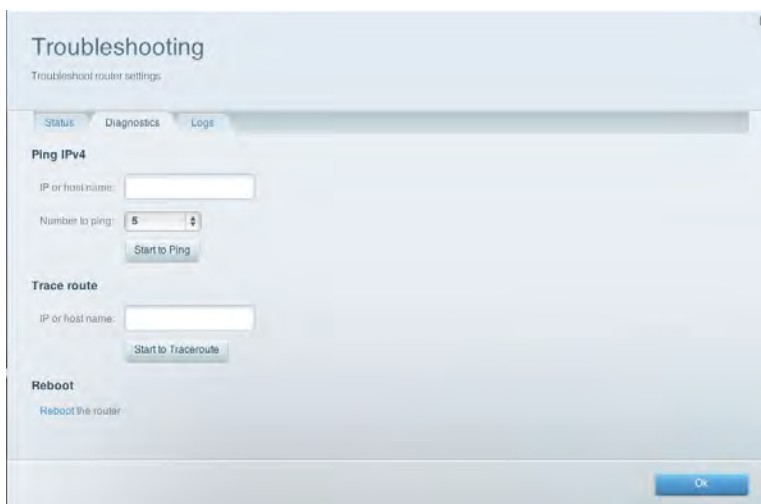 Troubleshooting
Troubleshoot router settings
Status Diagnostics Logs
Ping IPv4
IP or host name:
Number to ping: 5
Start to Ping
Trace route
IP or host name:
Start to Traceroute
Reboot
Reboot the router
Ok